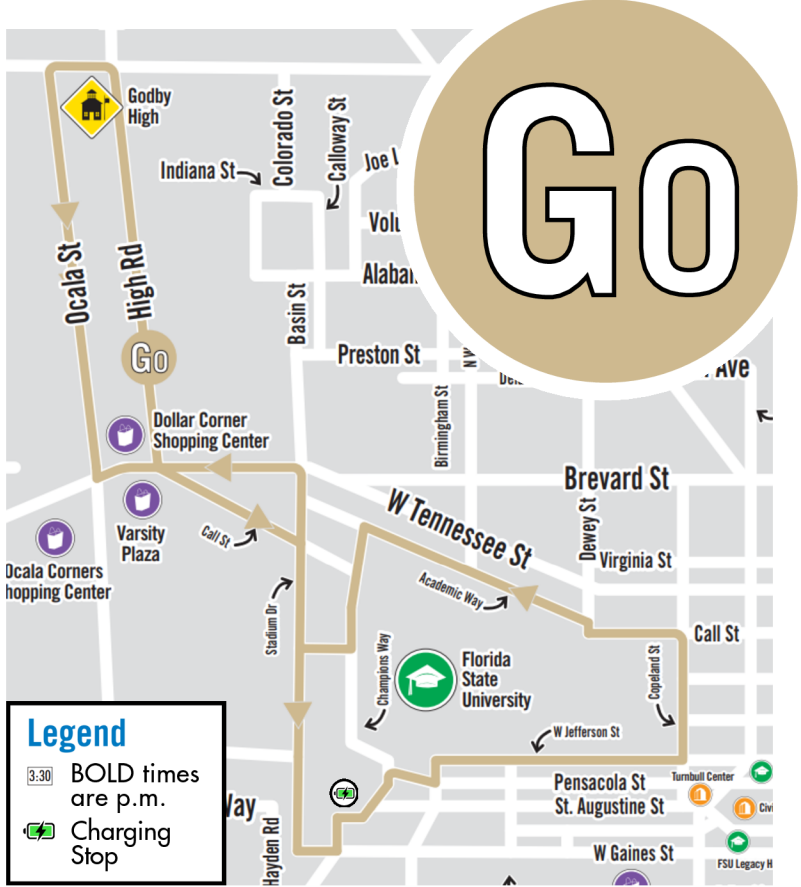 Go
Godby
High
Colorado St
Calloway St
Indiana St
Joe L
Volu
Ocala St
High Rd
Alaban
Basin St
Go
Preston St
NW
Ave
Birmingham St
Dollar Corner
Shopping Center
Brevard St
W Tennessee St
Dewey St
Varsity
Plaza
Call St
Ocala Corners
hopping Center
Virginia St
Academic Way
Stadium Dr
Champions Way
Call St
Florida
State
University
Copeland St
W Jefferson St
Legend
3:30
BOLD times
are p.m.
Charging
Stop
Way
Hayden Rd
Pensacola St
St. Augustine St
Turnbull Center
Civi
W Gaines St
FSU Legacy H